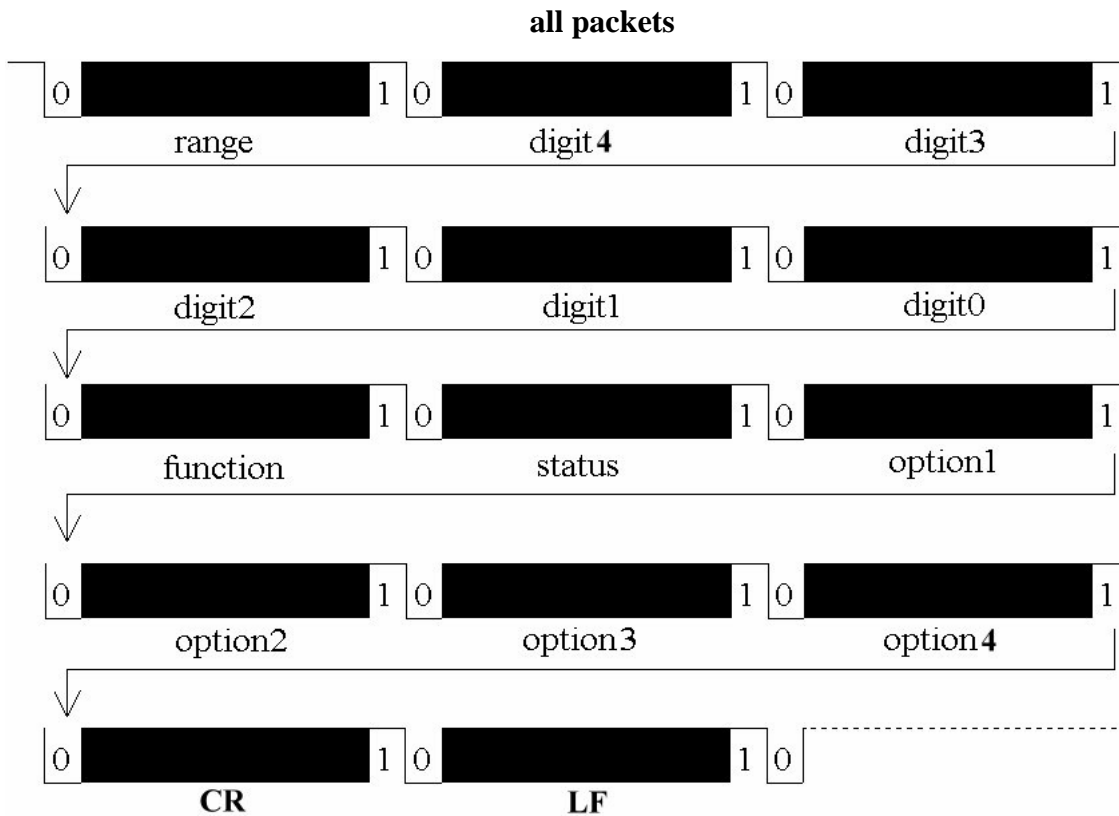 all packets
0 1 0 1 0 1
range digit4 digit3
0 1 0 1 0 1
digit2 digit1 digit0
0 1 0 1 0 1
function status option1
0 1 0 1 0 1
option2 option3 option4
0 1 0 1 0
CR LF